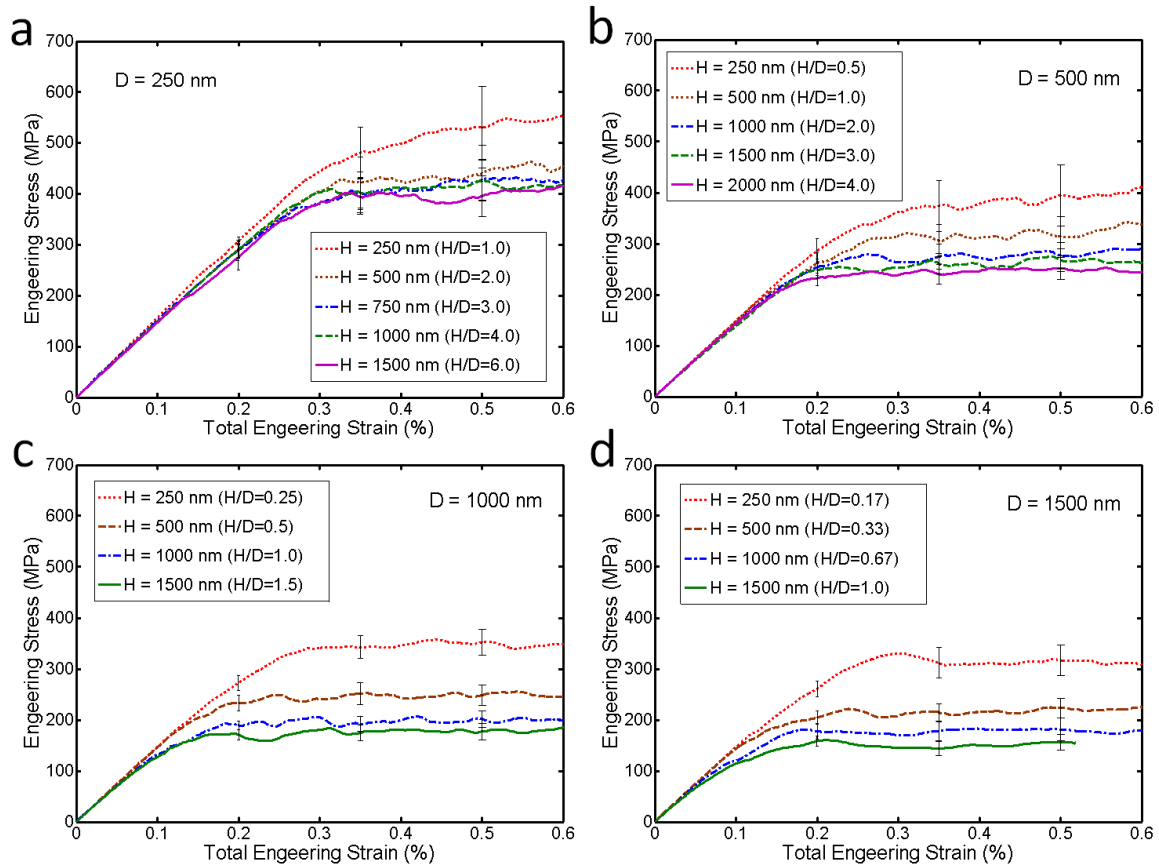 a
D = 250 nm
700
600
500
400
300
200
100
0
Engeering Stress (MPa)
H = 250 nm (H/D=1.0)
H = 500 nm (H/D=2.0)
H = 750 nm (H/D=3.0)
H = 1000 nm (H/D=4.0)
H = 1500 nm (H/D=6.0)
0 0.1 0.2 0.3 0.4 0.5 0.6
Total Engeering Strain (%)
b
D = 500 nm
700
600
500
400
300
200
100
0
Engeering Stress (MPa)
H = 250 nm (H/D=0.5)
H = 500 nm (H/D=1.0)
H = 1000 nm (H/D=2.0)
H = 1500 nm (H/D=3.0)
H = 2000 nm (H/D=4.0)
0 0.1 0.2 0.3 0.4 0.5 0.6
Total Engeering Strain (%)
c
D = 1000 nm
700
600
500
400
300
200
100
0
Engeering Stress (MPa)
H = 250 nm (H/D=0.25)
H = 500 nm (H/D=0.5)
H = 1000 nm (H/D=1.0)
H = 1500 nm (H/D=1.5)
0 0.1 0.2 0.3 0.4 0.5 0.6
Total Engeering Strain (%)
d
D = 1500 nm
700
600
500
400
300
200
100
0
Engeering Stress (MPa)
H = 250 nm (H/D=0.17)
H = 500 nm (H/D=0.33)
H = 1000 nm (H/D=0.67)
H = 1500 nm (H/D=1.0)
0 0.1 0.2 0.3 0.4 0.5 0.6
Total Engeering Strain (%)